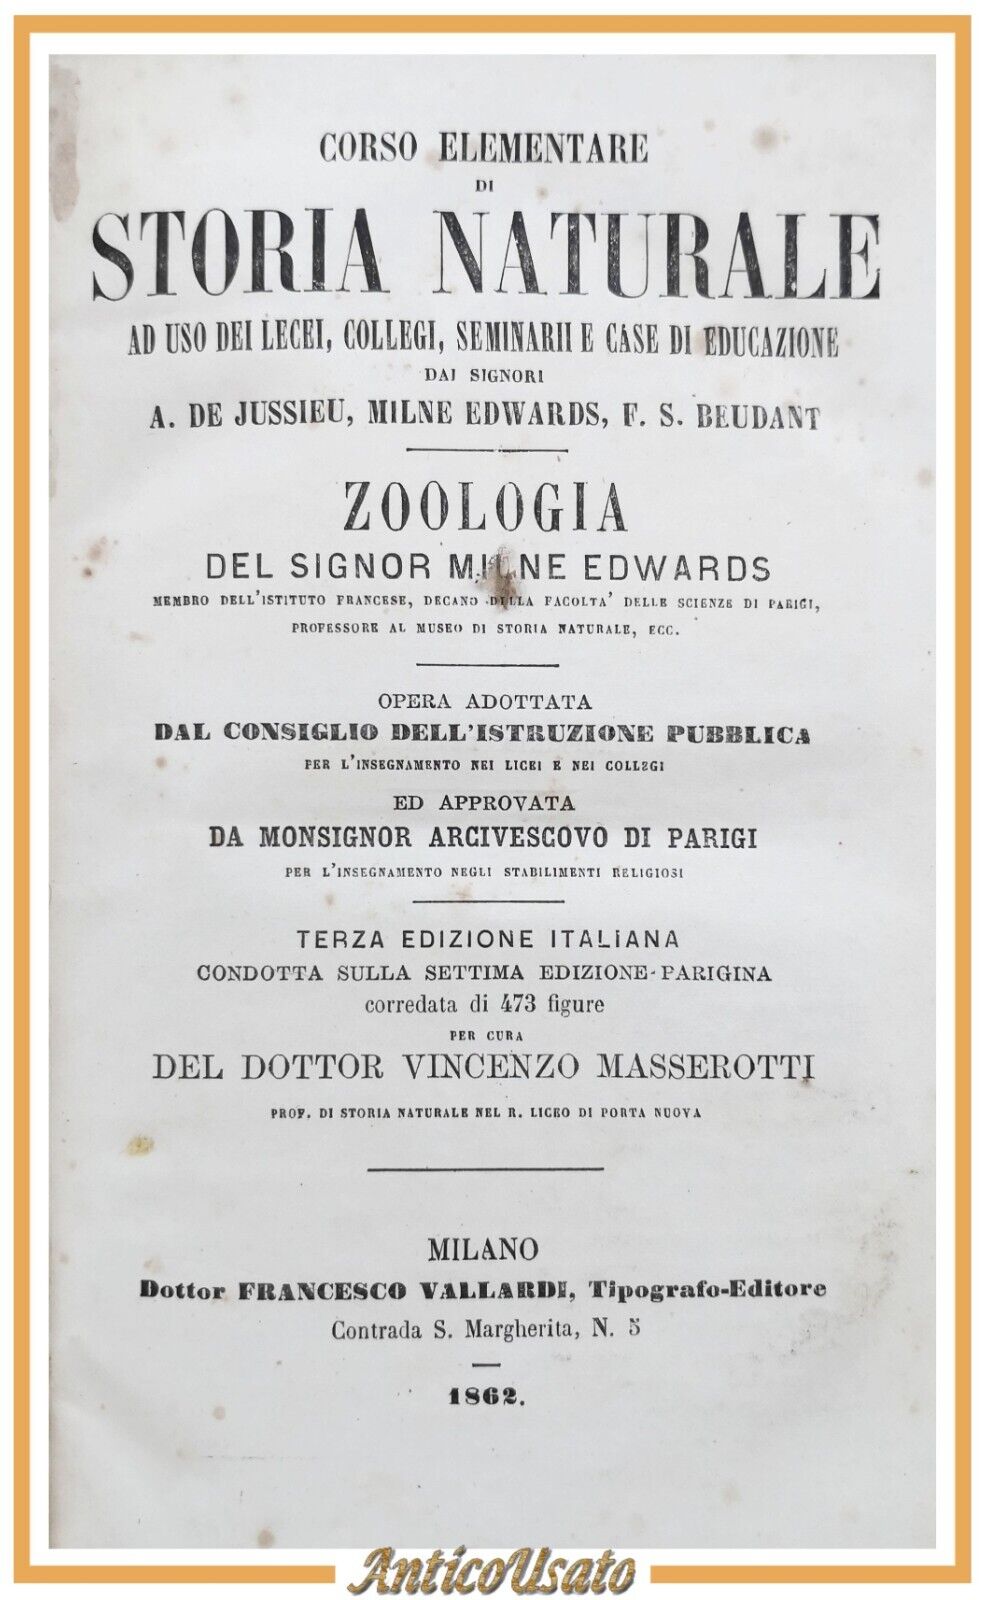 CORSO ELEMENTARE
DI
STORIA NATURALE
AD USO DEI LECEI, COLLEGI, SEMINARII E CASE DI EDUCAZIONE
DAI SIGNORI
A. DE JUSSIEU, MILNE EDWARDS, F. S. BEUDANT
ZOOLOGIA
DEL SIGNOR MILNE EDWARDS
MEMBRO DELL'ISTITUTO FRANCESE, DECANO DELLA FACOLTA' DELLE SCIENZE DI PARIGI,
PROFESSORE AL MUSEO DI STORIA NATURALE, ECC.
OPERA ADOTTATA
DAL CONSIGLIO DELL'ISTRUZIONE PUBBLICA
PER L'INSEGNAMENTO NEI LICEI E NEI COLLEGI
ED APPROVATA
DA MONSIGNOR ARCIVESCOVO DI PARIGI
PER L'INSEGNAMENTO NEGLI STABILIMENTI RELIGIOSI
TERZA EDIZIONE ITALIANA
CONDOTTA SULLA SETTIMA EDIZIONE PARIGINA
corredata di 473 figure
PER CURA
DEL DOTTOR VINCENZO MASSEROTTI
PROF. DI STORIA NATURALE NEL R. LICEO DI PORTA NUOVA
MILANO
Dottor FRANCESCO VALLARDI, Tipografo-Editore
Contrada S. Margherita, N. 5
1862.
AnticoUsato